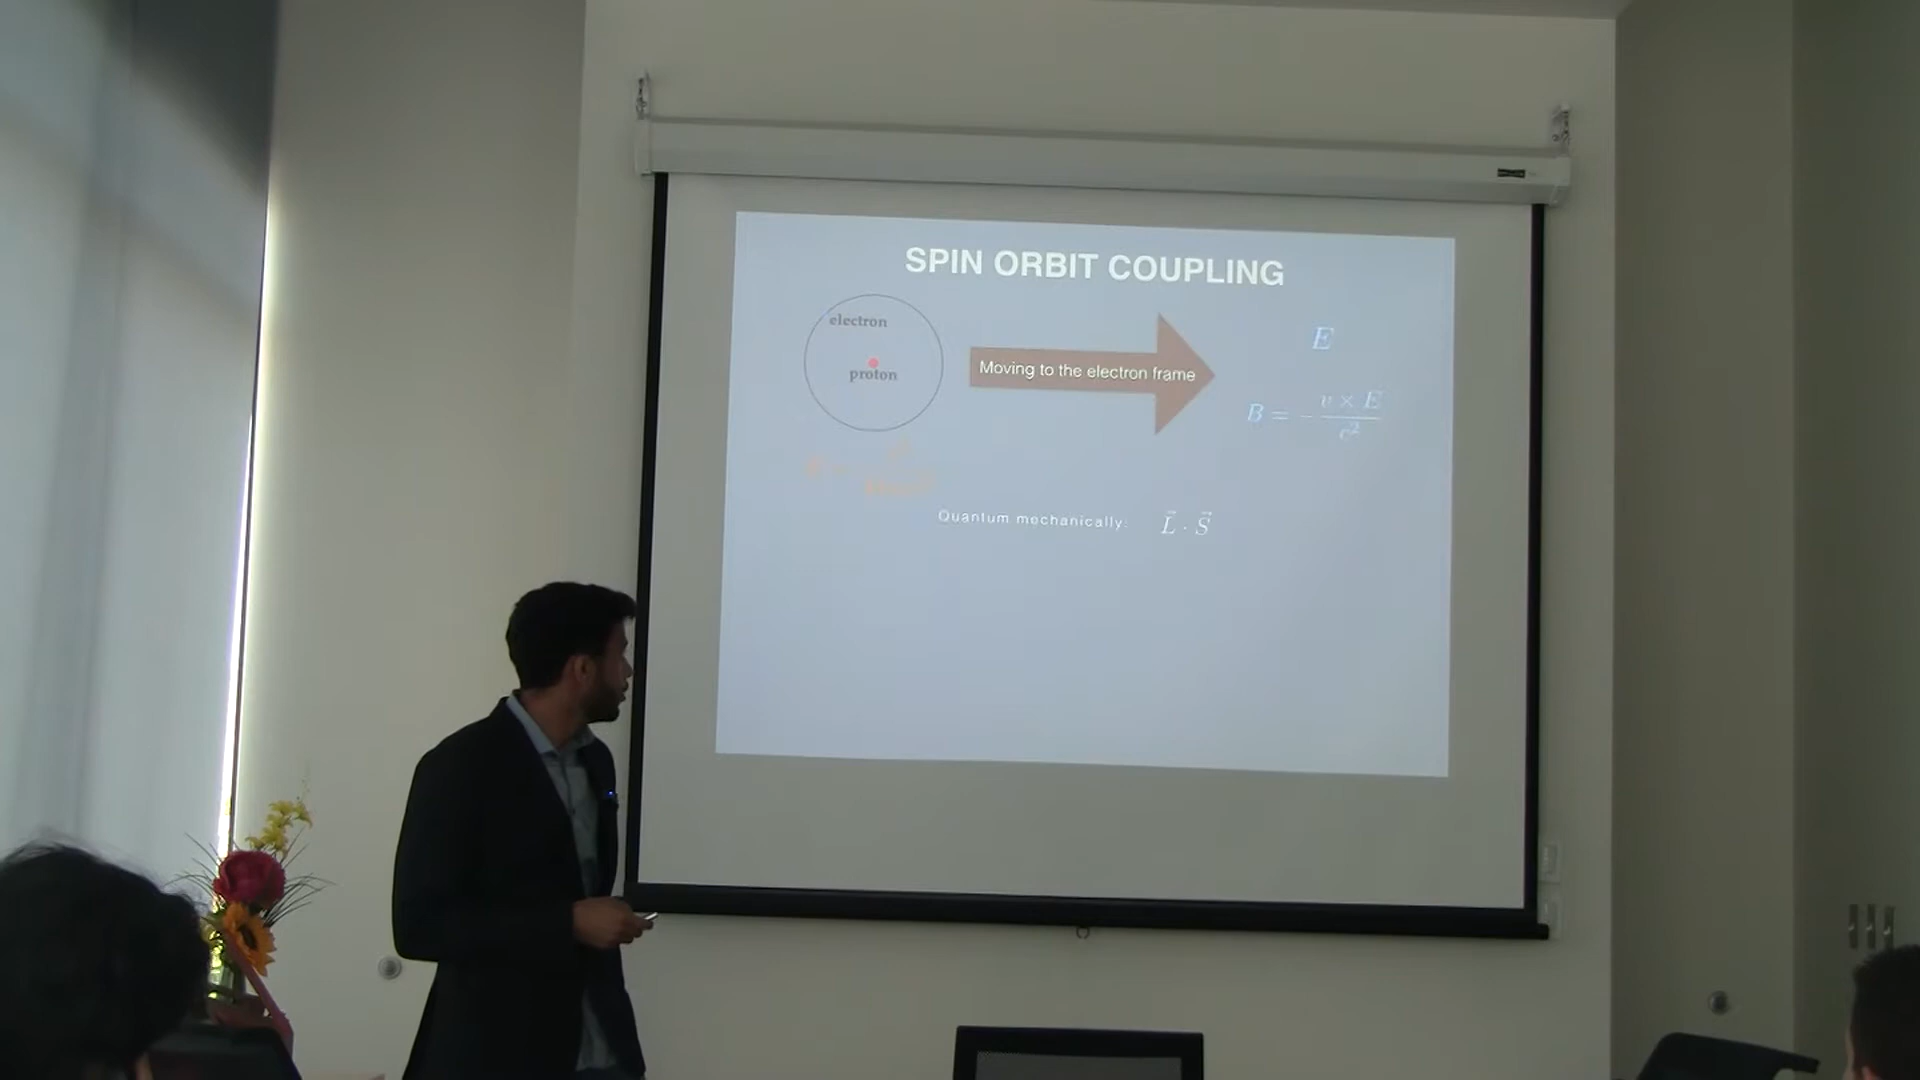 SPIN ORBIT COUPLING
electron
proton
Moving to the electron frame
E
B = − v × E / c²
Quantum mechanically: L⃗ · S⃗